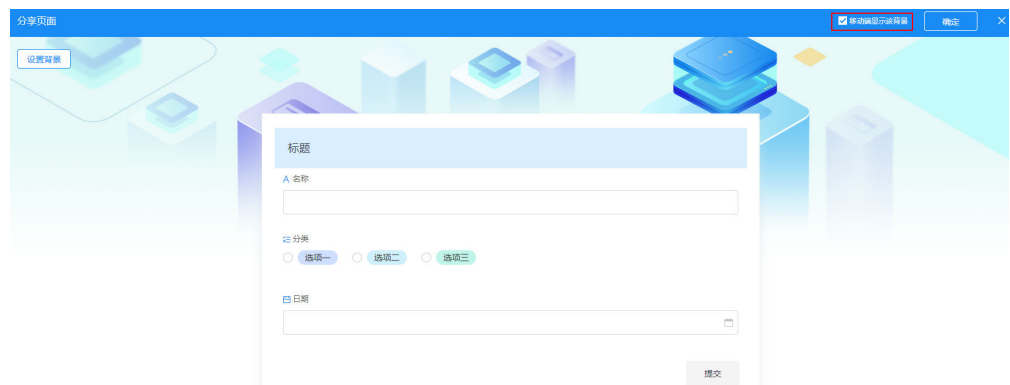 分享页面
移动端显示该背景
确定
设置背景
标题
名称
分类
选项一
选项二
选项三
日期
提交